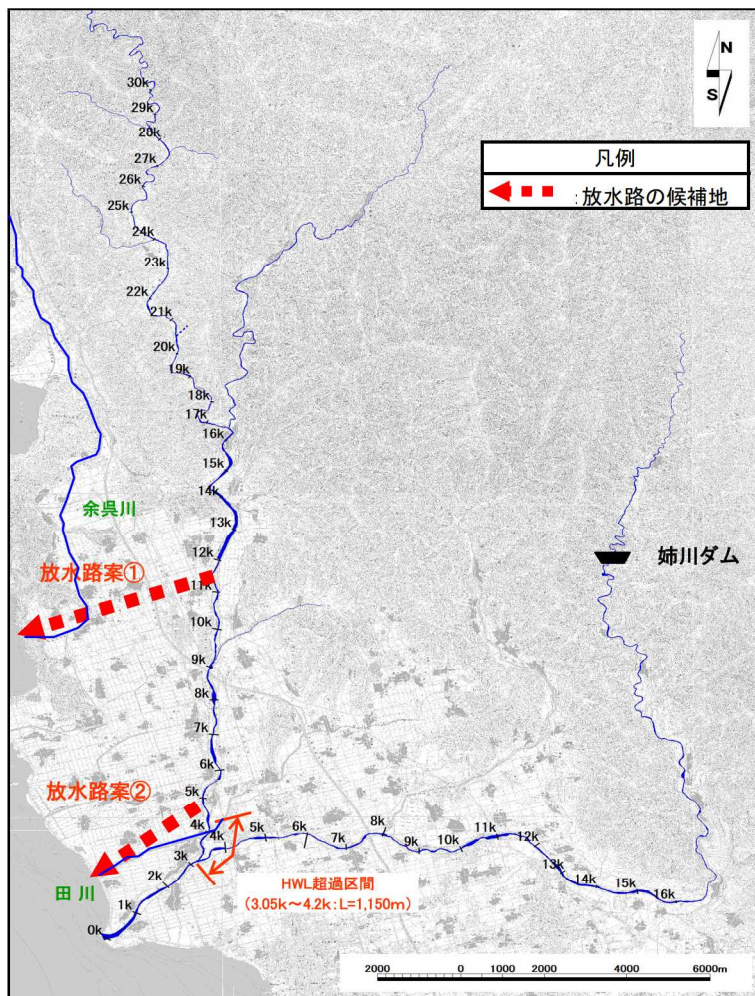 N
S
凡例
:放水路の候補地
30k
29k
28k
27k
26k
25k
24k
23k
22k
21k
20k
19k
18k
17k
16k
15k
14k
13k
12k
11k
10k
9k
8k
7k
6k
5k
4k
余呉川
放水路案①
姉川ダム
放水路案②
田川
3k
2k
1k
0k
4k
5k
6k
7k
8k
9k
10k
11k
12k
13k
14k
15k
16k
HWL超過区間
(3.05k～4.2k:L=1,150m)
2000 0 2000 4000 6000m